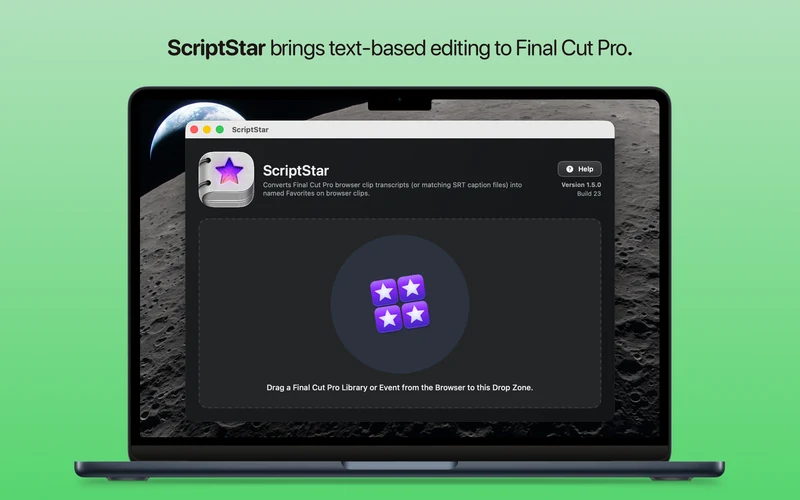 ScriptStar brings text-based editing to Final Cut Pro.
ScriptStar
ScriptStar
Converts Final Cut Pro browser clip transcripts (or matching SRT caption files) into
named Favorites on browser clips.
? Help
Version 1.5.0
Build 23
Drag a Final Cut Pro Library or Event from the Browser to this Drop Zone.